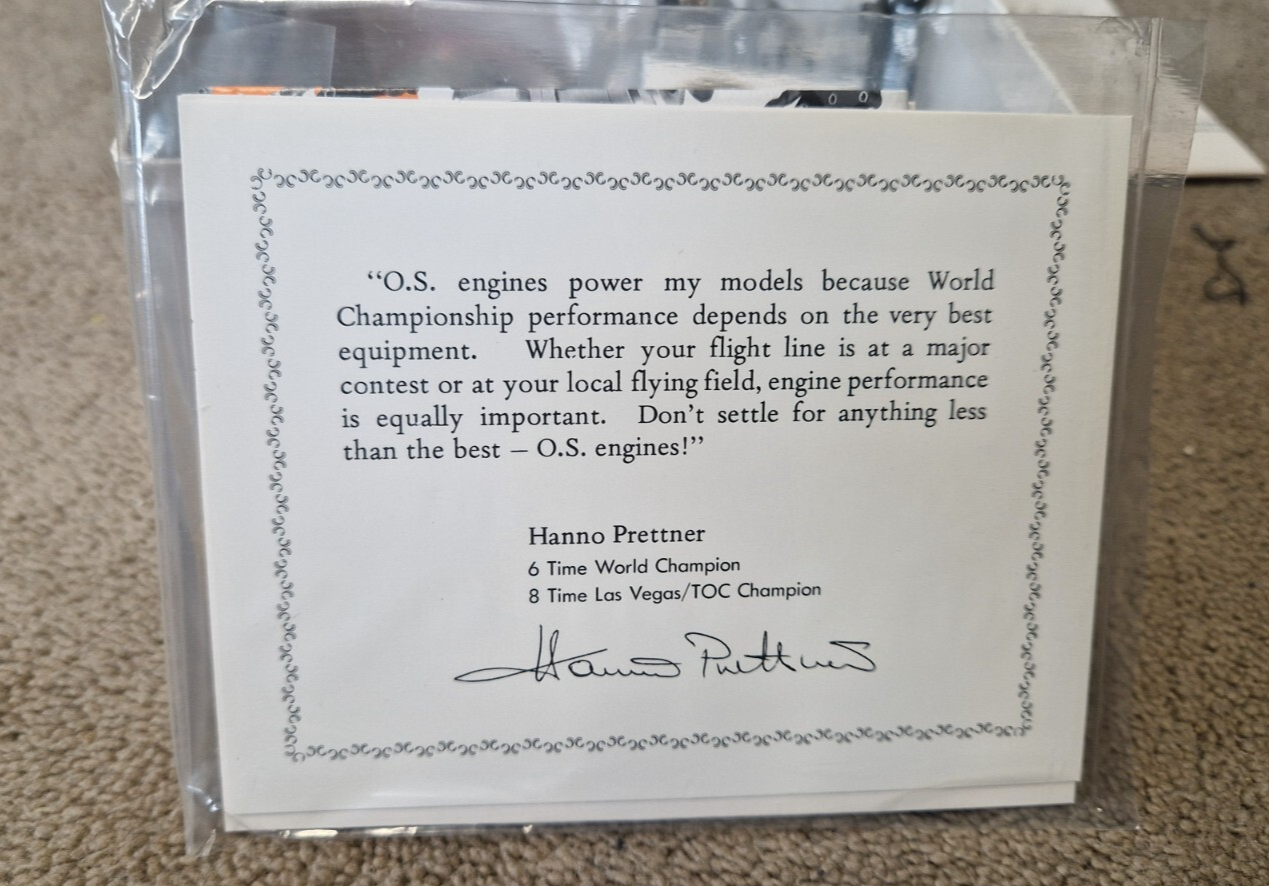 “O.S. engines power my models because World
Championship performance depends on the very best
equipment. Whether your flight line is at a major
contest or at your local flying field, engine performance
is equally important. Don’t settle for anything less
than the best — O.S. engines!”
Hanno Prettner
6 Time World Champion
8 Time Las Vegas/TOC Champion
Hanno Prettner